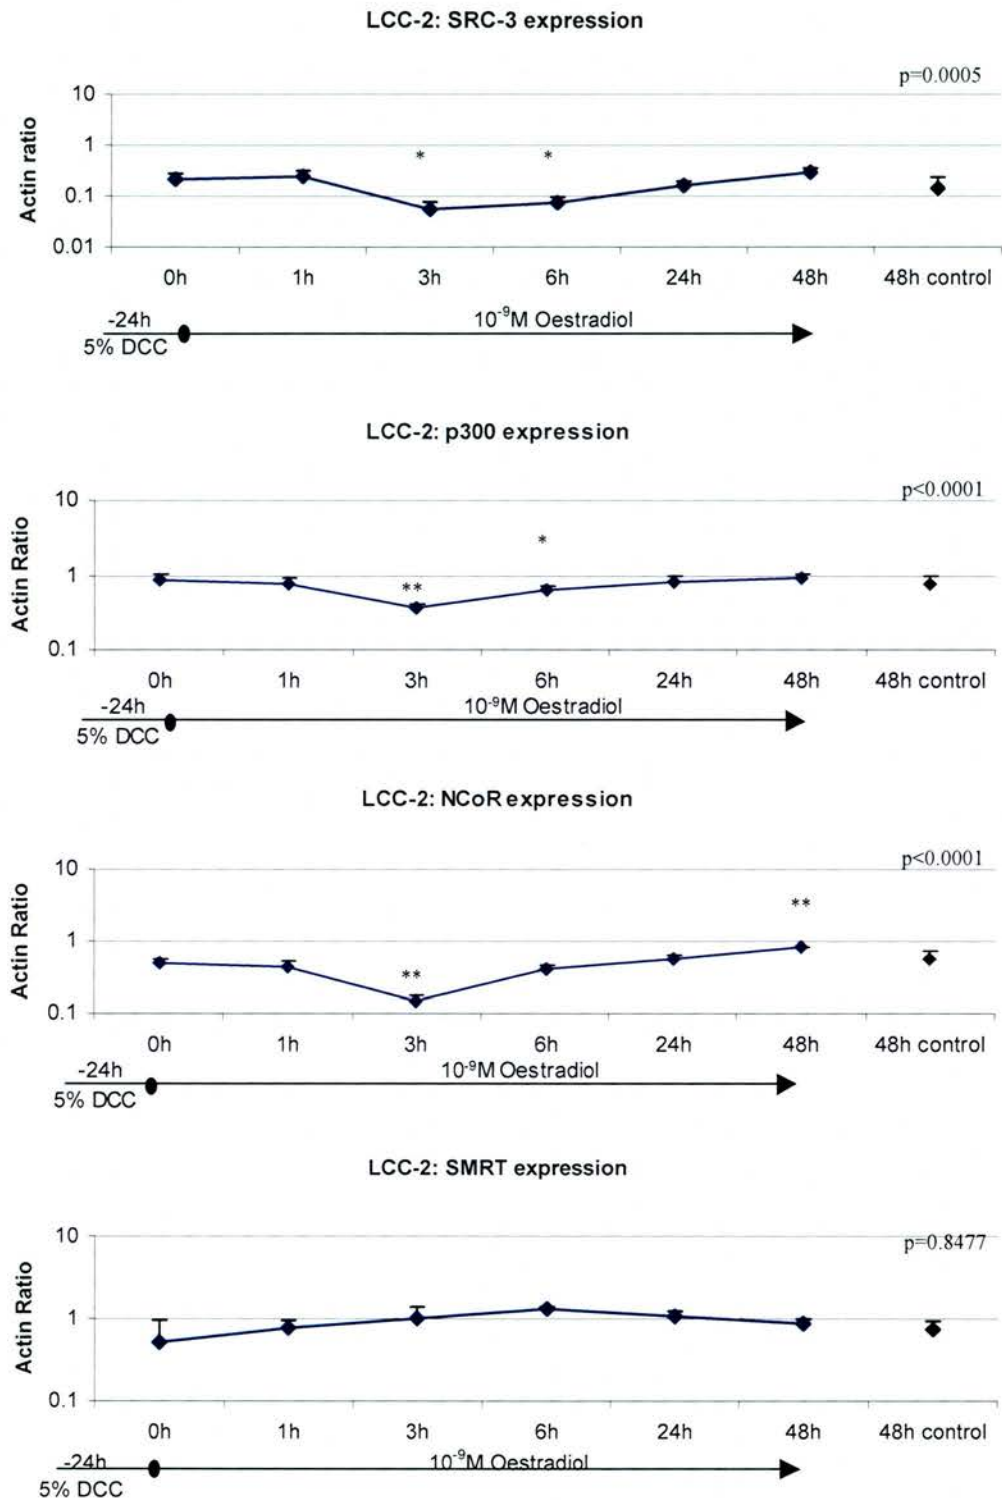 LCC-2: SRC-3 expression
p=0.0005
Actin ratio
10
1
0.1
0.01
* *
0h 1h 3h 6h 24h 48h 48h control
-24h 10⁻⁹M Oestradiol
5% DCC
LCC-2: p300 expression
p<0.0001
Actin Ratio
10
1
0.1
** *
0h 1h 3h 6h 24h 48h 48h control
-24h 10⁻⁹M Oestradiol
5% DCC
LCC-2: NCoR expression
p<0.0001
Actin Ratio
10
1
0.1
** **
0h 1h 3h 6h 24h 48h 48h control
-24h 10⁻⁹M Oestradiol
5% DCC
LCC-2: SMRT expression
p=0.8477
Actin Ratio
10
1
0.1
0h 1h 3h 6h 24h 48h 48h control
-24h 10⁻⁹M Oestradiol
5% DCC